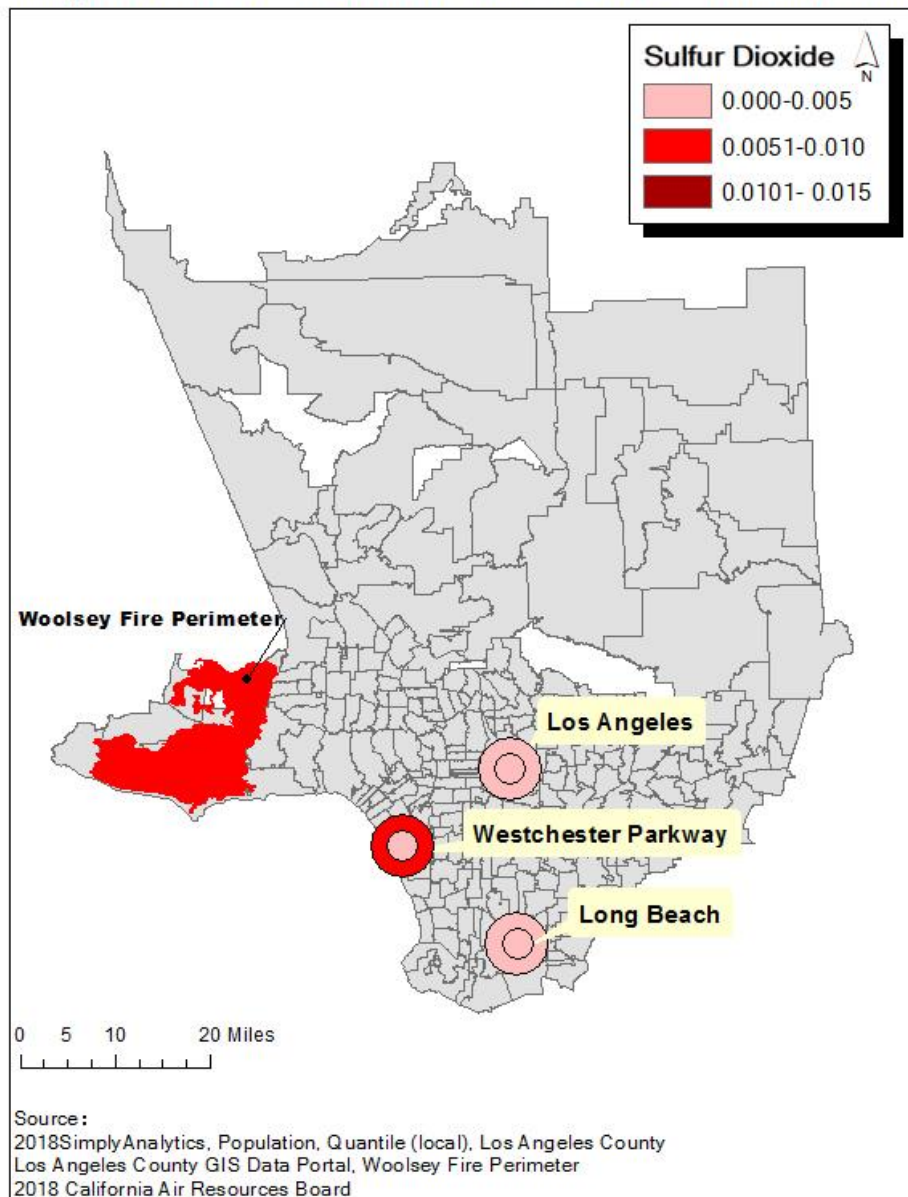 Sulfur Dioxide
N
0.000-0.005
0.0051-0.010
0.0101- 0.015
Woolsey Fire Perimeter
Los Angeles
Westchester Parkway
Long Beach
0 5 10 20 Miles
Source:
2018SimplyAnalytics, Population, Quantile (local), Los Angeles County
Los Angeles County GIS Data Portal, Woolsey Fire Perimeter
2018 California Air Resources Board